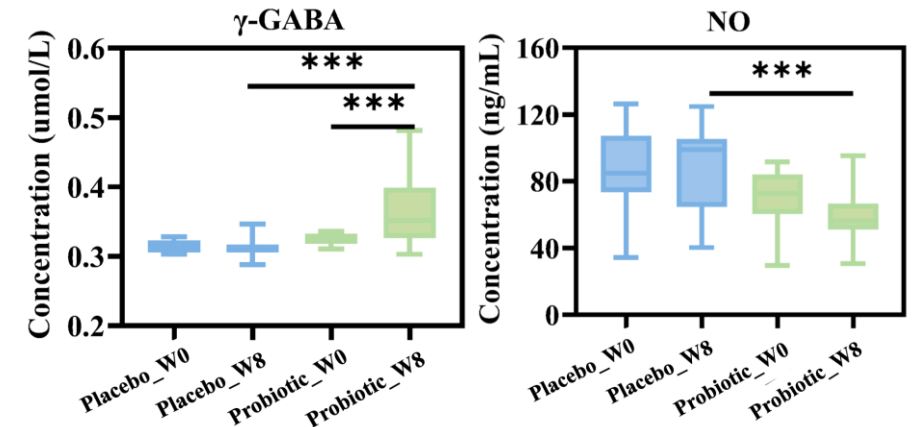 γ-GABA
Concentration (umol/L)
0.6
0.5
0.4
0.3
0.2
***
***
Placebo_W0
Placebo_W8
Probiotic_W0
Probiotic_W8
NO
Concentration (ng/mL)
160
120
80
40
0
***
Placebo_W0
Placebo_W8
Probiotic_W0
Probiotic_W8